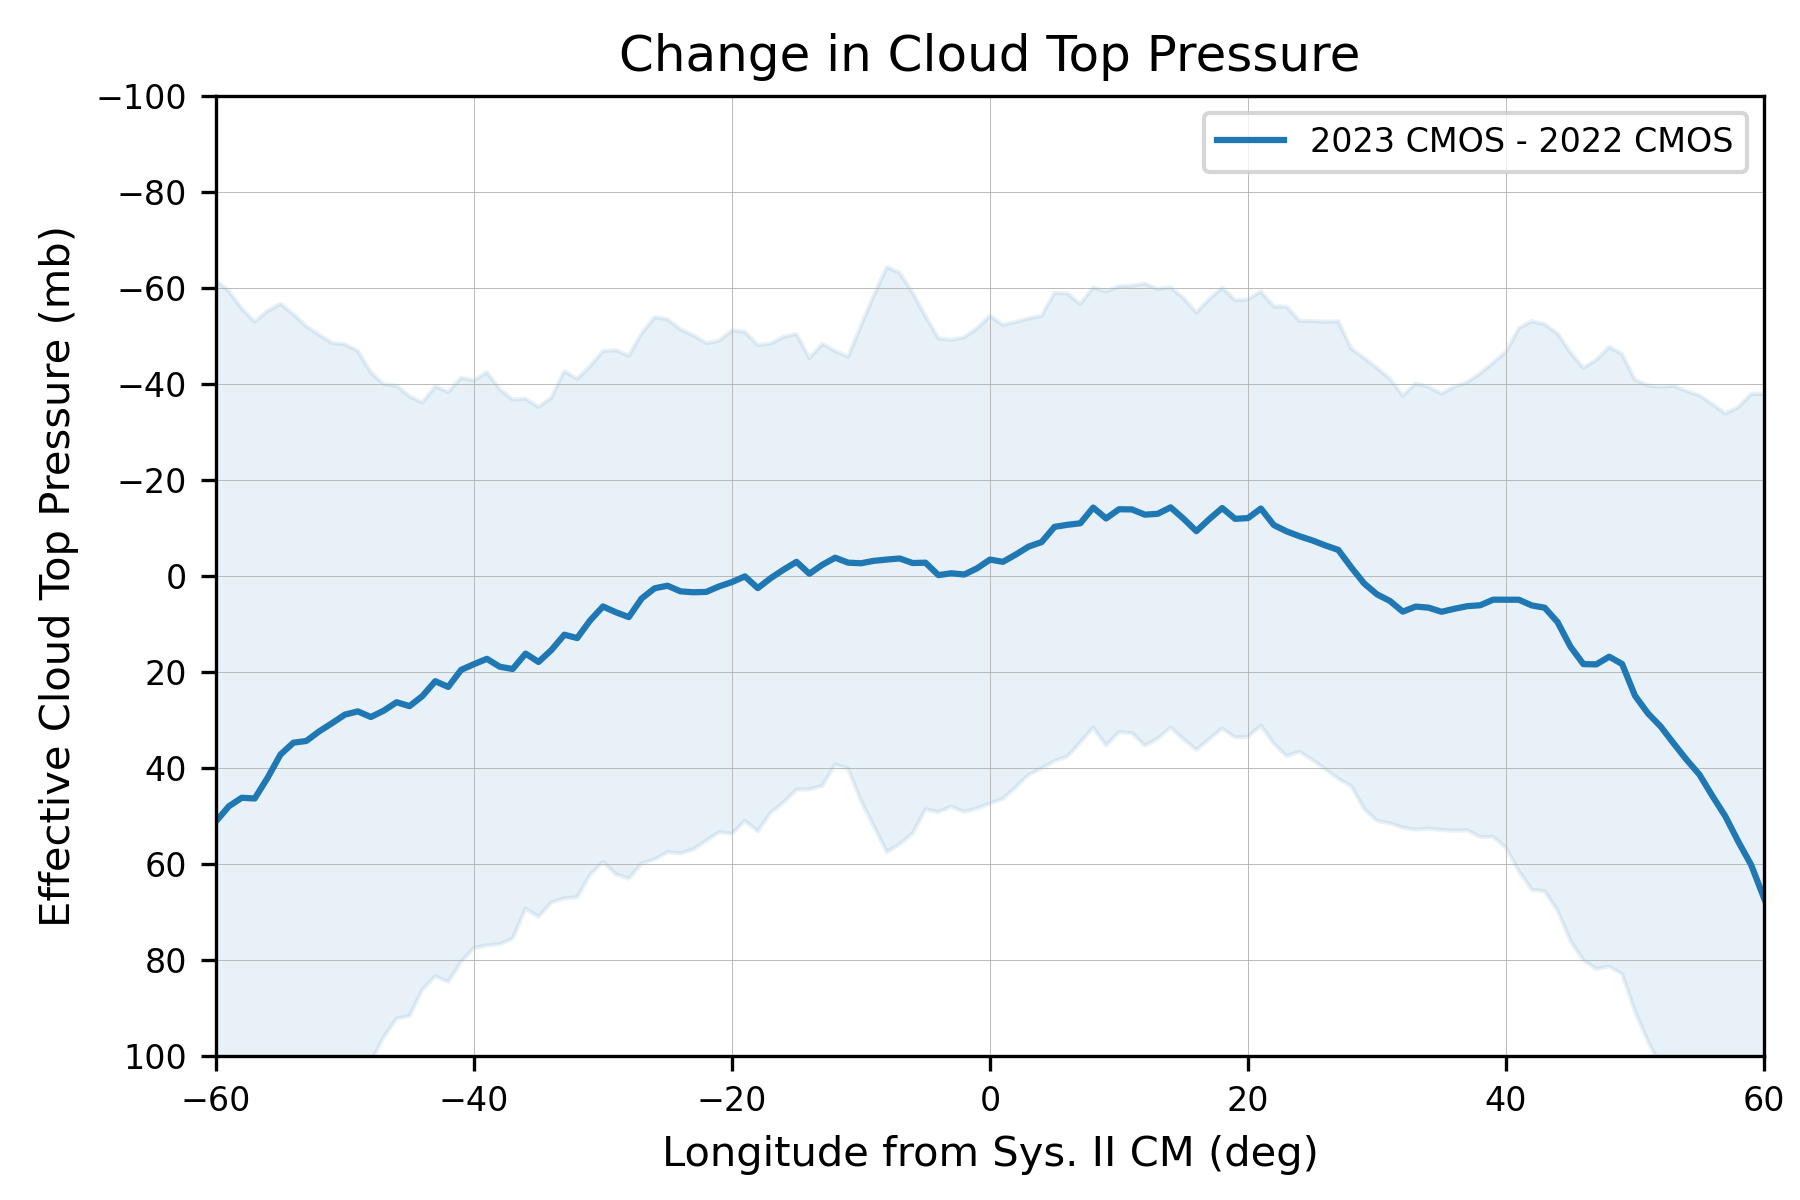 Change in Cloud Top Pressure
2023 CMOS - 2022 CMOS
Effective Cloud Top Pressure (mb)
−100
−80
−60
−40
−20
0
20
40
60
80
100
−60 −40 −20 0 20 40 60
Longitude from Sys. II CM (deg)